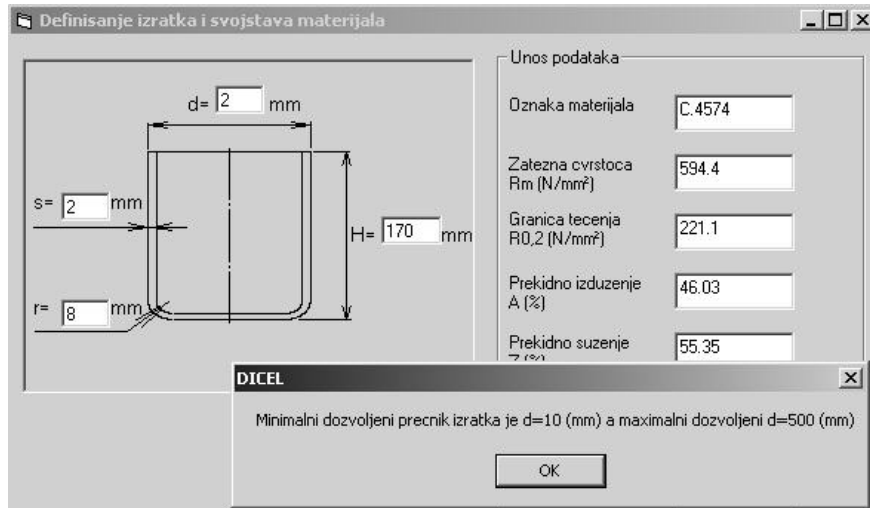 Definisanje izratka i svojstava materijala
d= 2 mm
s= 2 mm
H= 170 mm
r= 8 mm
Unos podataka
Oznaka materijala C.4574
Zatezna cvrstoca
Rm (N/mm²) 594.4
Granica tecenja
R0,2 (N/mm²) 221.1
Prekidno izduzenje
A (%) 46.03
Prekidno suzenje
Z (%) 55.35
DICEL
Minimalni dozvoljeni precnik izratka je d=10 (mm) a maximalni dozvoljeni d=500 (mm)
OK